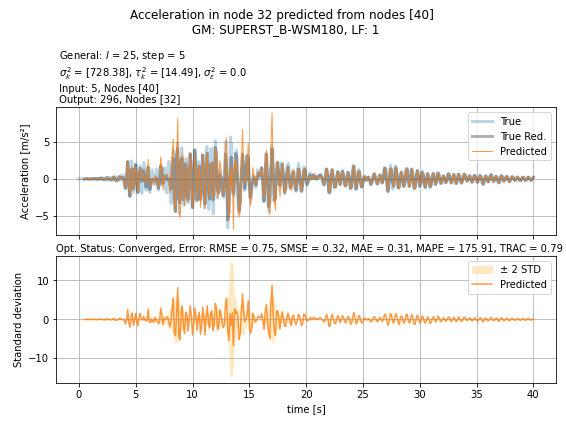 Acceleration in node 32 predicted from nodes [40]
GM: SUPERST_B-WSM180, LF: 1
General: l = 25, step = 5
σ²ₖ = [728.38], τ²ₖ = [14.49], σ²ε = 0.0
Input: 5, Nodes [40]
Output: 296, Nodes [32]
Acceleration [m/s²]
5
0
−5
True
True Red.
Predicted
Opt. Status: Converged, Error: RMSE = 0.75, SMSE = 0.32, MAE = 0.31, MAPE = 175.91, TRAC = 0.79
Standard deviation
10
0
−10
± 2 STD
Predicted
0 5 10 15 20 25 30 35 40
time [s]